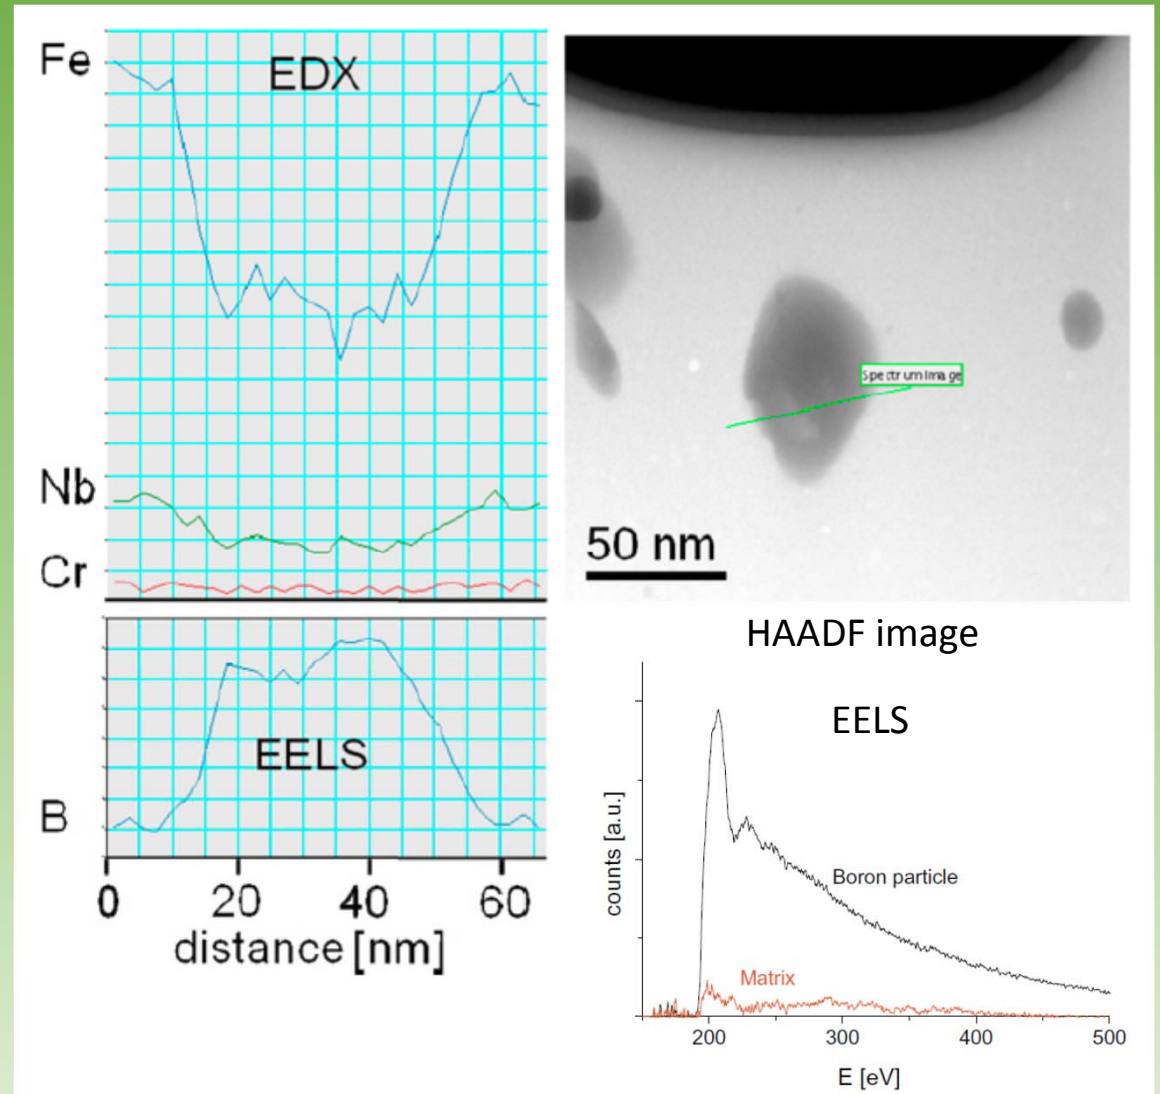 Fe
EDX
Nb
Cr
EELS
B
0 20 40 60
distance [nm]
Spectrum Image
50 nm
HAADF image
EELS
counts [a.u.]
Boron particle
Matrix
200 300 400 500
E [eV]